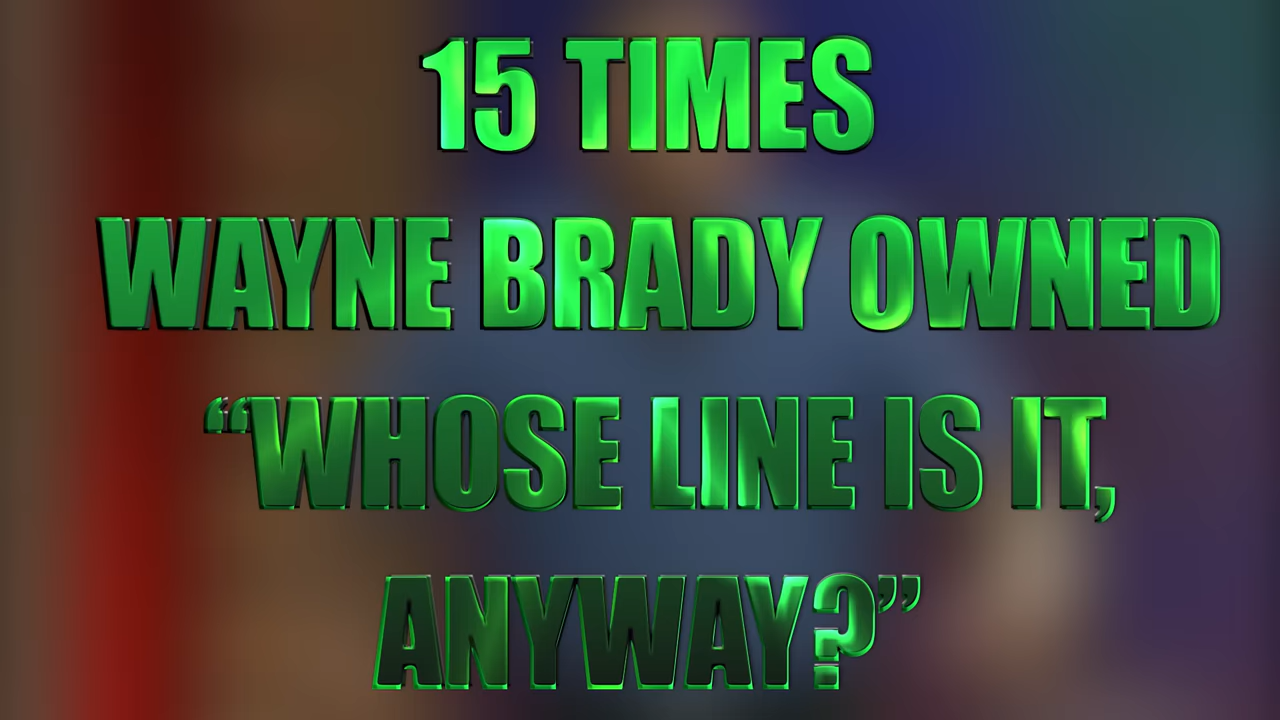 15 TIMES
WAYNE BRADY OWNED
“WHOSE LINE IS IT,
ANYWAY?”